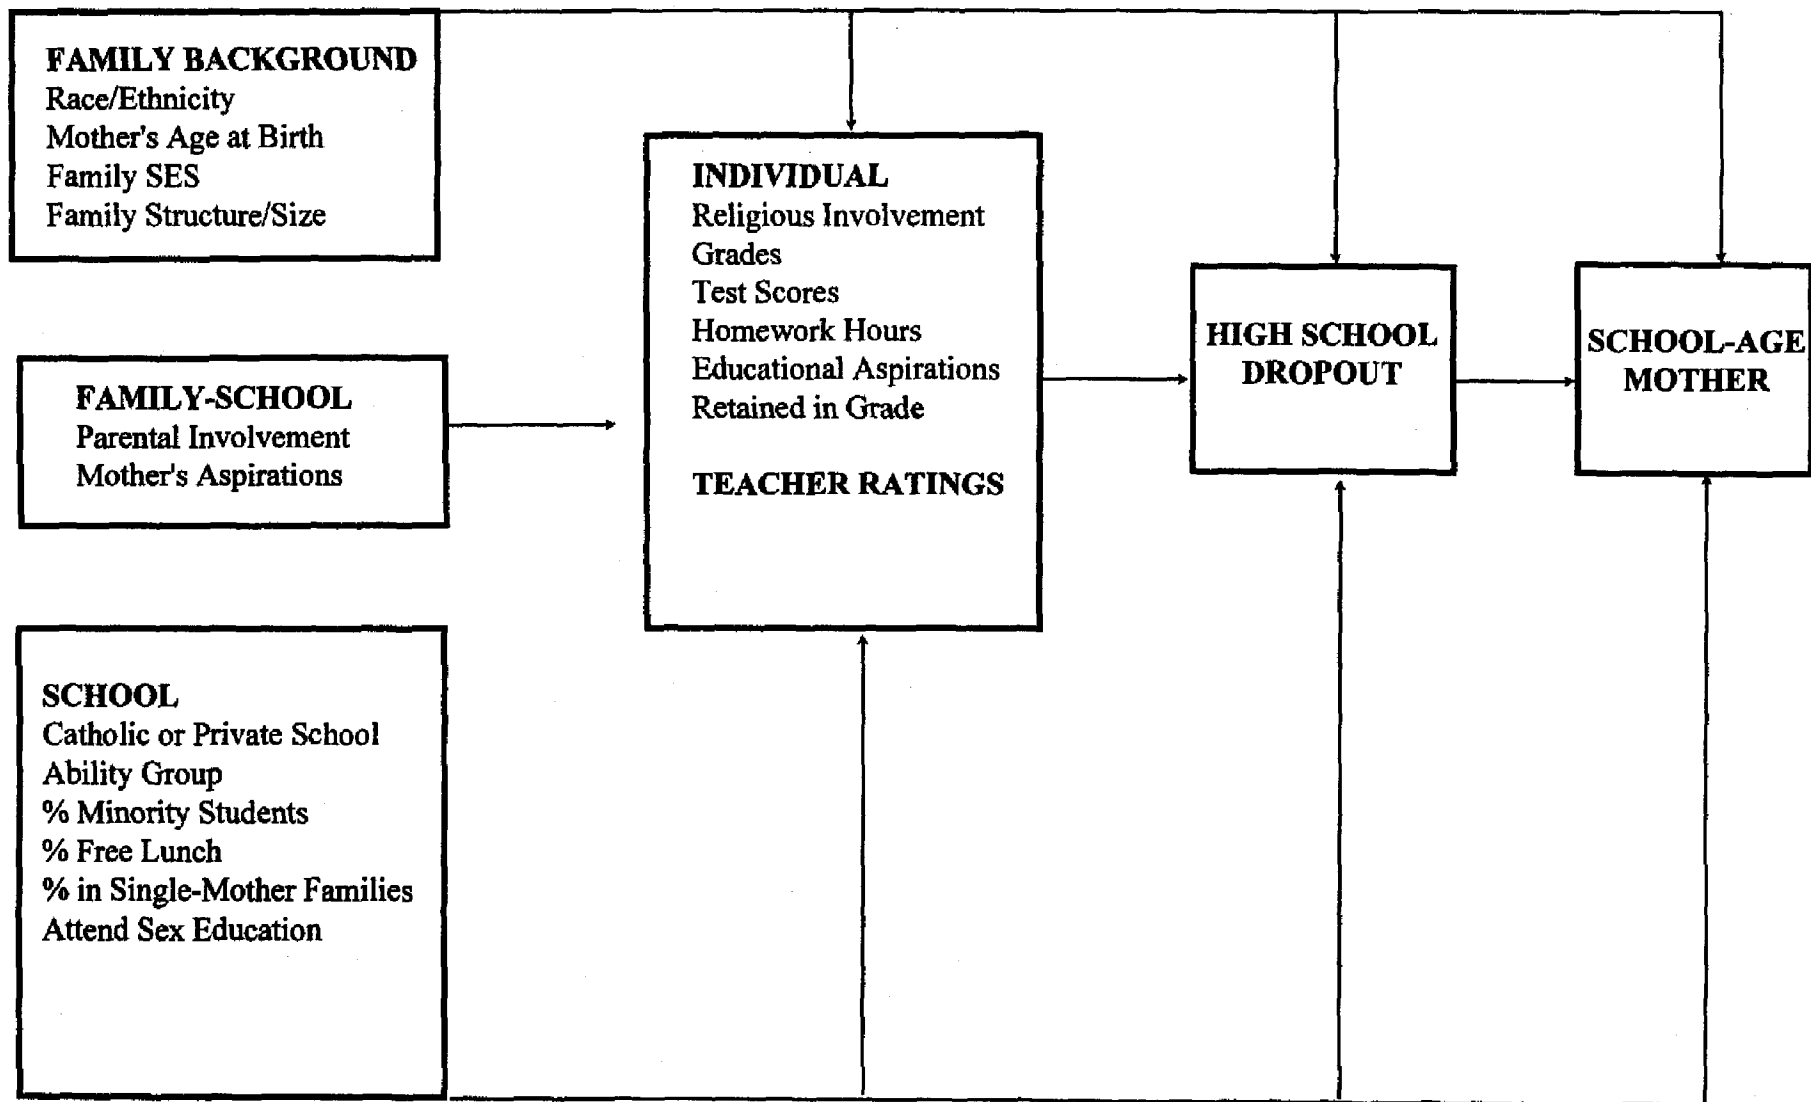 FAMILY BACKGROUND
Race/Ethnicity
Mother's Age at Birth
Family SES
Family Structure/Size
FAMILY-SCHOOL
Parental Involvement
Mother's Aspirations
SCHOOL
Catholic or Private School
Ability Group
% Minority Students
% Free Lunch
% in Single-Mother Families
Attend Sex Education
INDIVIDUAL
Religious Involvement
Grades
Test Scores
Homework Hours
Educational Aspirations
Retained in Grade
TEACHER RATINGS
HIGH SCHOOL
DROPOUT
SCHOOL-AGE
MOTHER